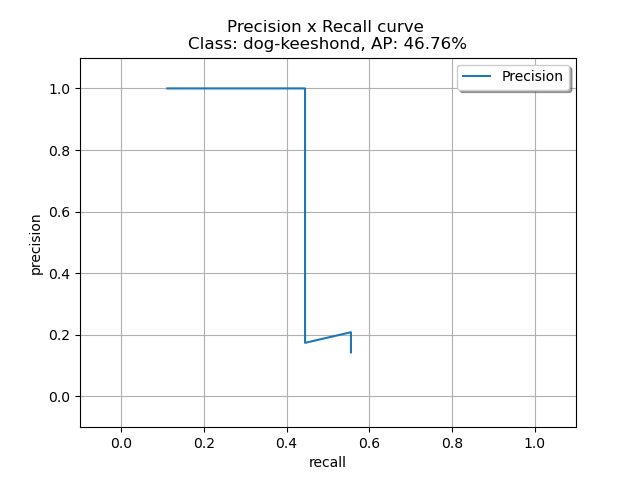 Precision x Recall curve
Class: dog-keeshond, AP: 46.76%
Precision
1.0
0.8
0.6
0.4
0.2
0.0
precision
0.0 0.2 0.4 0.6 0.8 1.0
recall